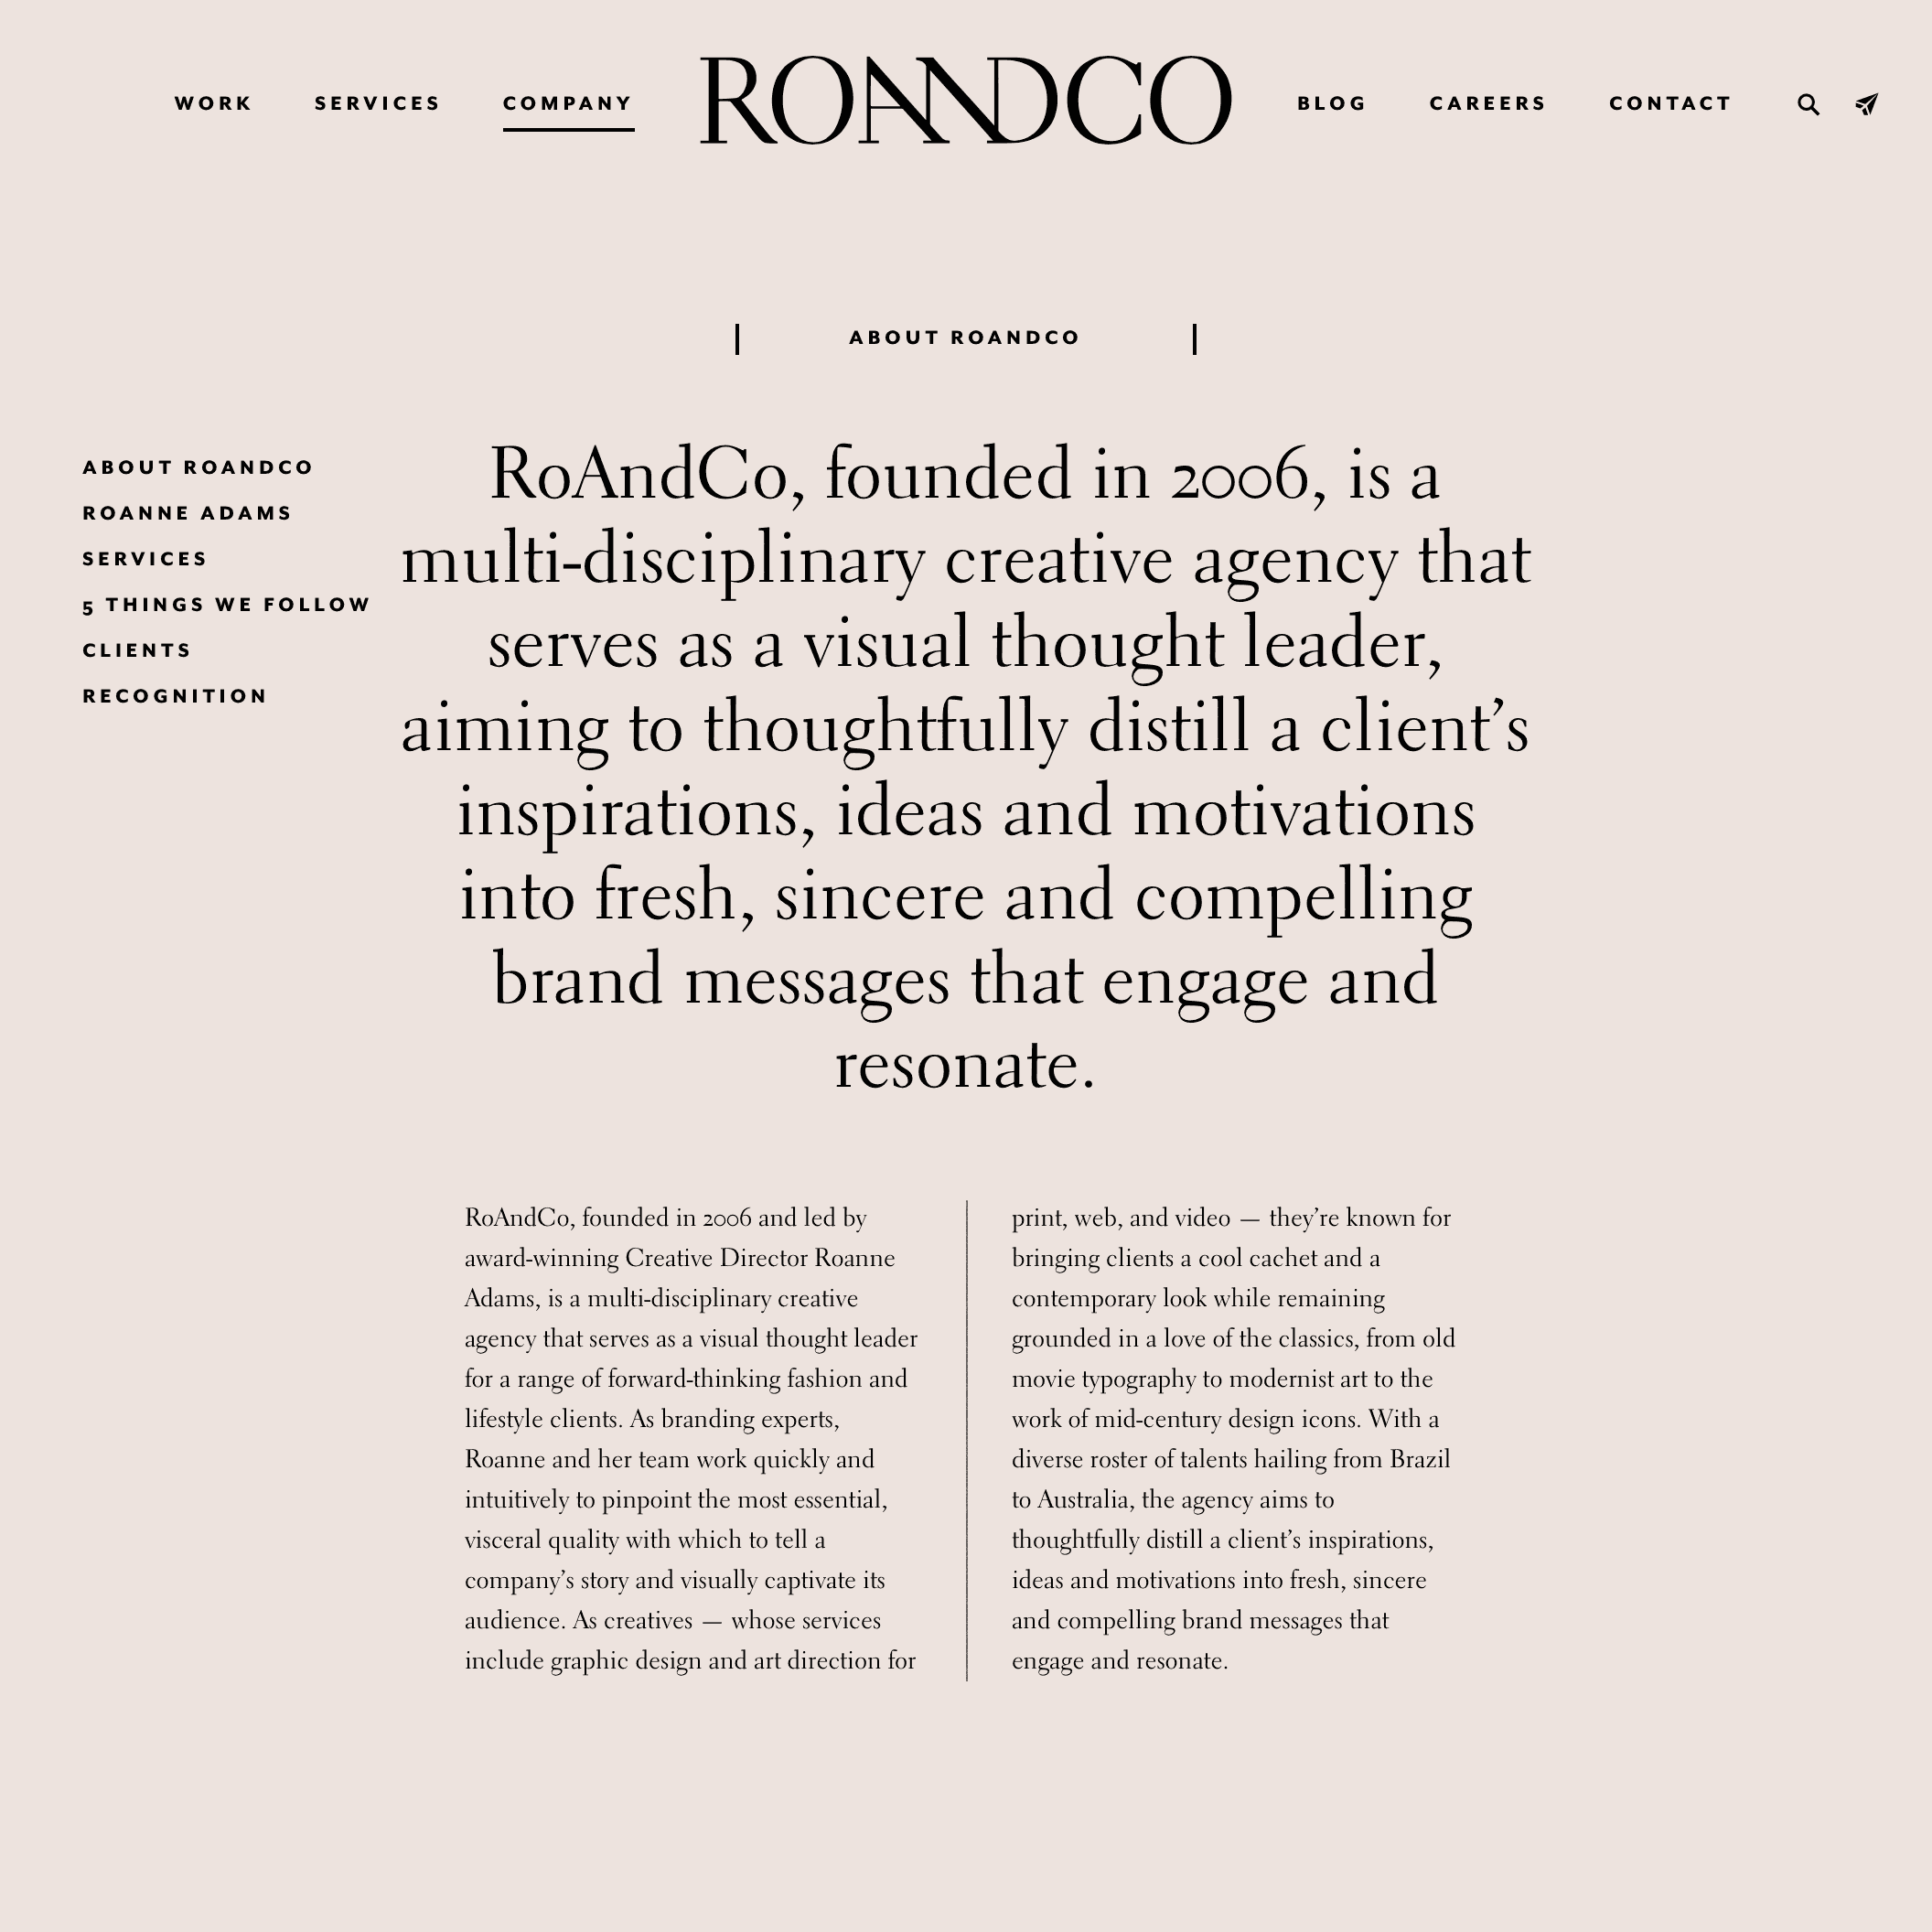 WORK SERVICES COMPANY ROANDCO BLOG CAREERS CONTACT
ABOUT ROANDCO
ABOUT ROANDCO
ROANNE ADAMS
SERVICES
5 THINGS WE FOLLOW
CLIENTS
RECOGNITION
RoAndCo, founded in 2006, is a
multi-disciplinary creative agency that
serves as a visual thought leader,
aiming to thoughtfully distill a client’s
inspirations, ideas and motivations
into fresh, sincere and compelling
brand messages that engage and
resonate.
RoAndCo, founded in 2006 and led by
award-winning Creative Director Roanne
Adams, is a multi-disciplinary creative
agency that serves as a visual thought leader
for a range of forward-thinking fashion and
lifestyle clients. As branding experts,
Roanne and her team work quickly and
intuitively to pinpoint the most essential,
visceral quality with which to tell a
company’s story and visually captivate its
audience. As creatives — whose services
include graphic design and art direction for
print, web, and video — they’re known for
bringing clients a cool cachet and a
contemporary look while remaining
grounded in a love of the classics, from old
movie typography to modernist art to the
work of mid-century design icons. With a
diverse roster of talents hailing from Brazil
to Australia, the agency aims to
thoughtfully distill a client’s inspirations,
ideas and motivations into fresh, sincere
and compelling brand messages that
engage and resonate.